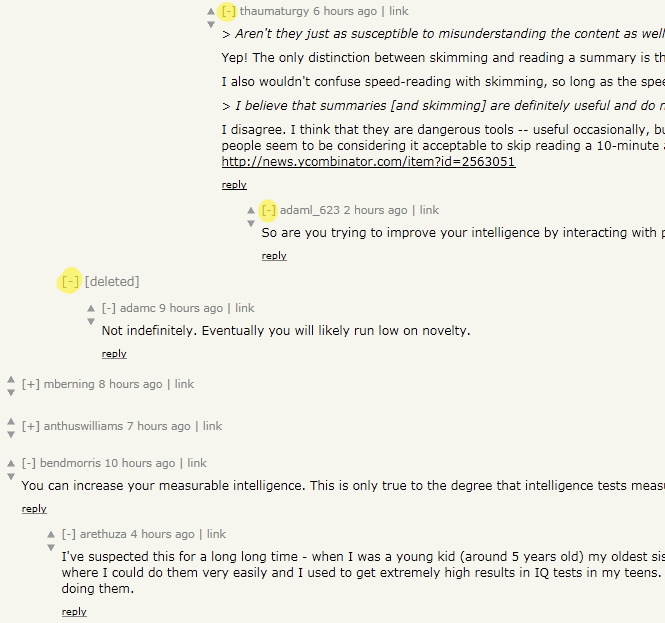 [-] thaumaturgy 6 hours ago | link
> Aren't they just as susceptible to misunderstanding the content as well
Yep! The only distinction between skimming and reading a summary is th
I also wouldn't confuse speed-reading with skimming, so long as the spee
> I believe that summaries [and skimming] are definitely useful and do n
I disagree. I think that they are dangerous tools -- useful occasionally, bu
people seem to be considering it acceptable to skip reading a 10-minute a
http://news.ycombinator.com/item?id=2563051
reply
[-] adaml_623 2 hours ago | link
So are you trying to improve your intelligence by interacting with p
reply
[-] [deleted]
[-] adamc 9 hours ago | link
Not indefinitely. Eventually you will likely run low on novelty.
reply
[+] mberning 8 hours ago | link
[+] anthuswilliams 7 hours ago | link
[-] bendmorris 10 hours ago | link
You can increase your measurable intelligence. This is only true to the degree that intelligence tests meas
reply
[-] arethuza 4 hours ago | link
I've suspected this for a long long time - when I was a young kid (around 5 years old) my oldest sis
where I could do them very easily and I used to get extremely high results in IQ tests in my teens.
doing them.
reply